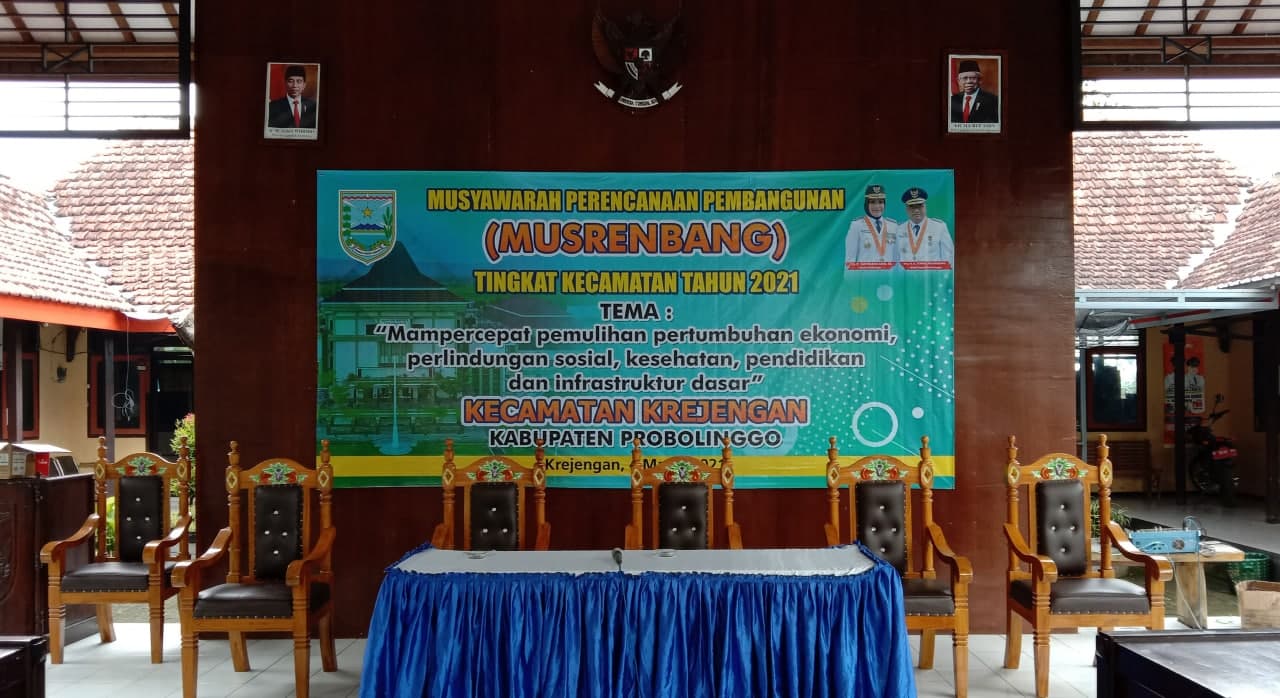 MUSYAWARAH PERENCANAAN PEMBANGUNAN
(MUSRENBANG)
TINGKAT KECAMATAN TAHUN 2021
TEMA :
"Mampercepat pemulihan pertumbuhan ekonomi,
perlindungan sosial, kesehatan, pendidikan
dan infrastruktur dasar"
KECAMATAN KREJENGAN
KABUPATEN PROBOLINGGO
Krejengan,